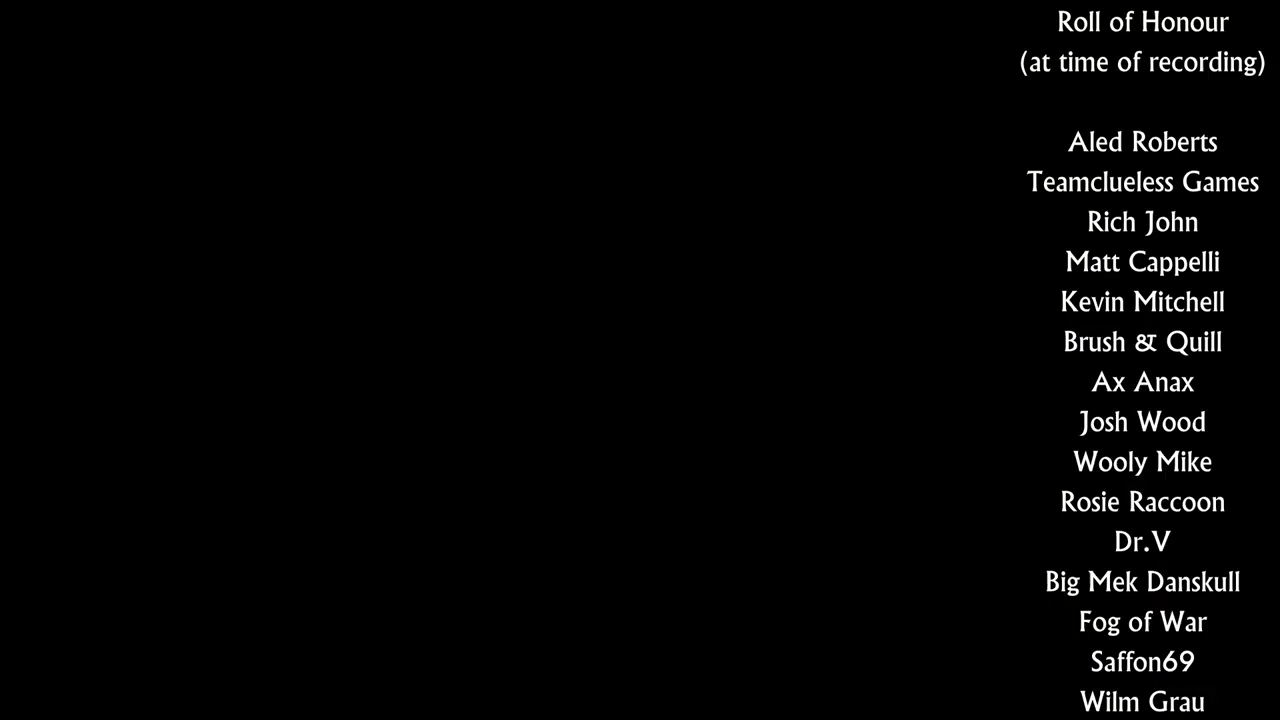 Roll of Honour
(at time of recording)
Aled Roberts
Teamclueless Games
Rich John
Matt Cappelli
Kevin Mitchell
Brush & Quill
Ax Anax
Josh Wood
Wooly Mike
Rosie Raccoon
Dr.V
Big Mek Danskull
Fog of War
Saffon69
Wilm Grau